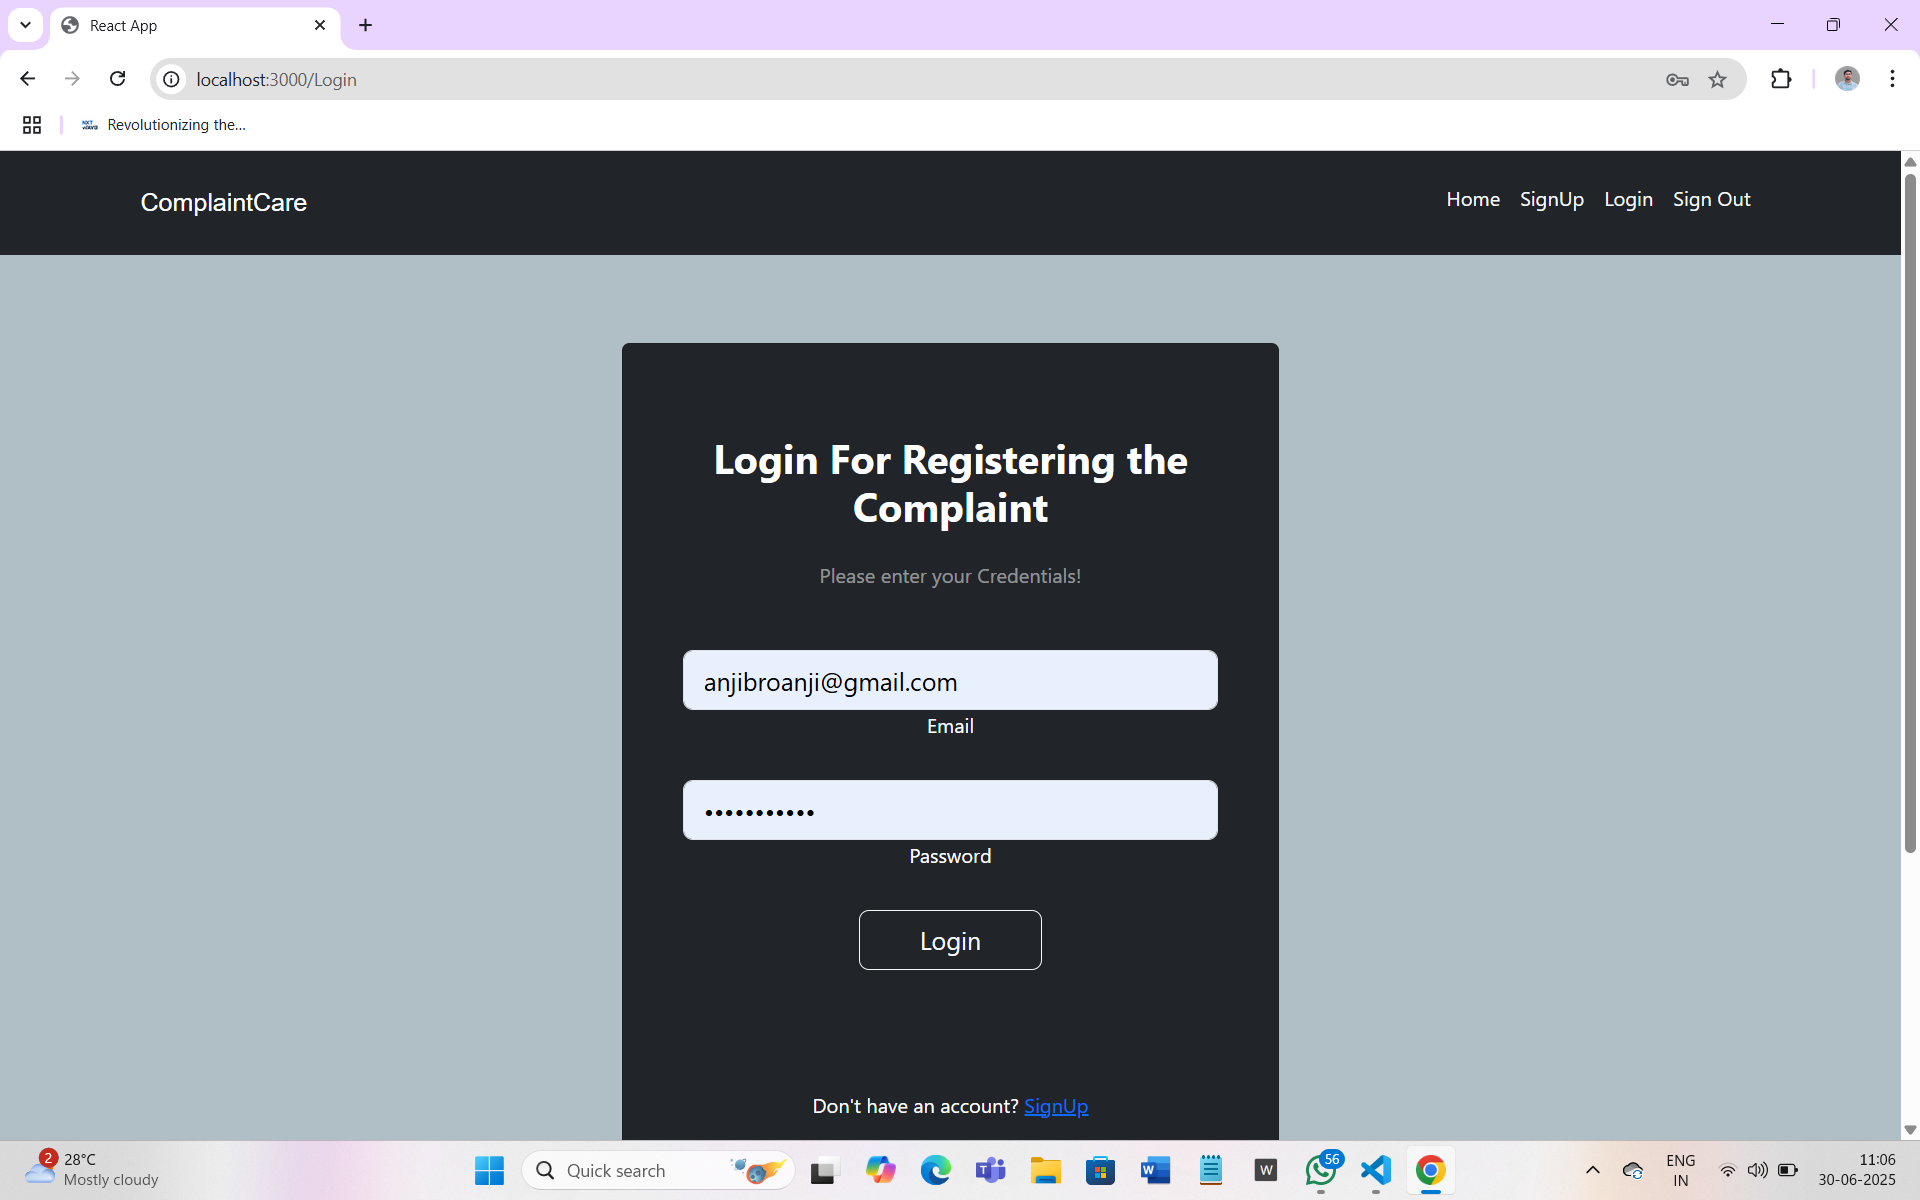 React App
localhost:3000/Login
NXT WAVE Revolutionizing the...
ComplaintCare
Home SignUp Login Sign Out
Login For Registering the
Complaint
Please enter your Credentials!
anjibroanji@gmail.com
Email
•••••••••••
Password
Login
Don't have an account? SignUp
2
28°C
Mostly cloudy
Quick search
T
W
W
56
ENG
IN
11:06
30-06-2025